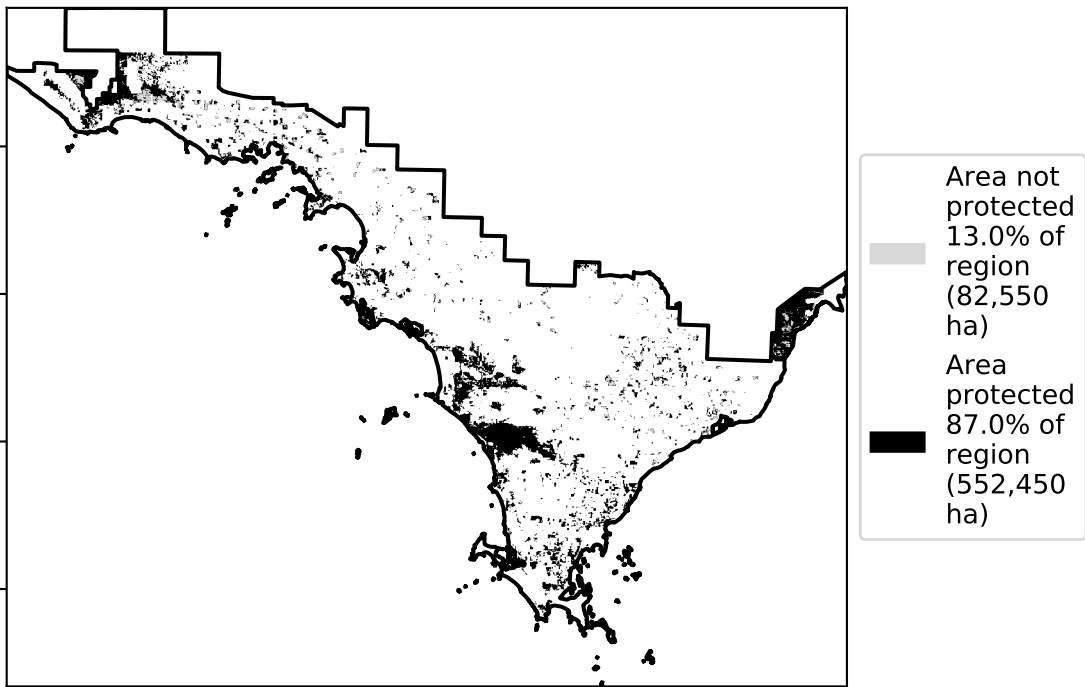 Area not
protected
13.0% of
region
(82,550
ha)
Area
protected
87.0% of
region
(552,450
ha)